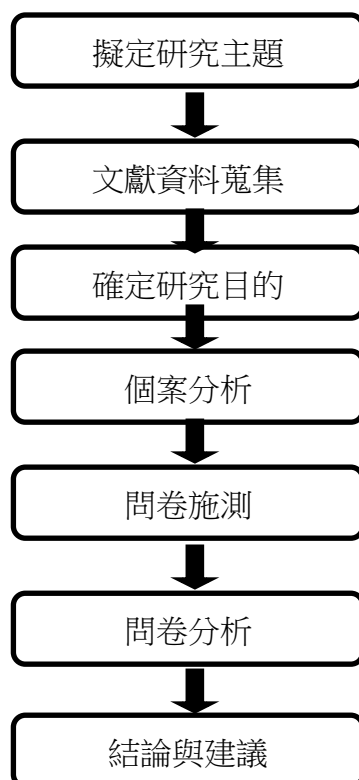 擬定研究主題
文獻資料蒐集
確定研究目的
個案分析
問卷施測
問卷分析
結論與建議